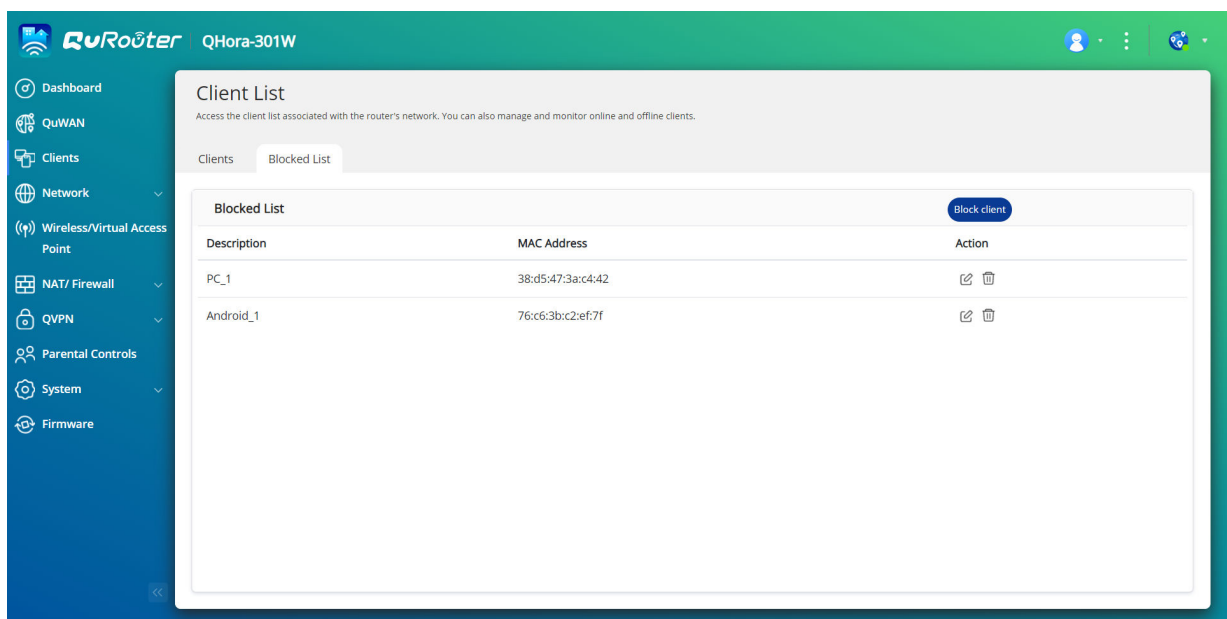 QuRouter QHora-301W
Dashboard
QuWAN
Clients
Network
Wireless/Virtual Access
Point
NAT/ Firewall
QVPN
Parental Controls
System
Firmware
Client List
Access the client list associated with the router's network. You can also manage and monitor online and offline clients.
Clients Blocked List
Blocked List Block client
Description MAC Address Action
PC_1 38:d5:47:3a:c4:42
Android_1 76:c6:3b:c2:ef:7f